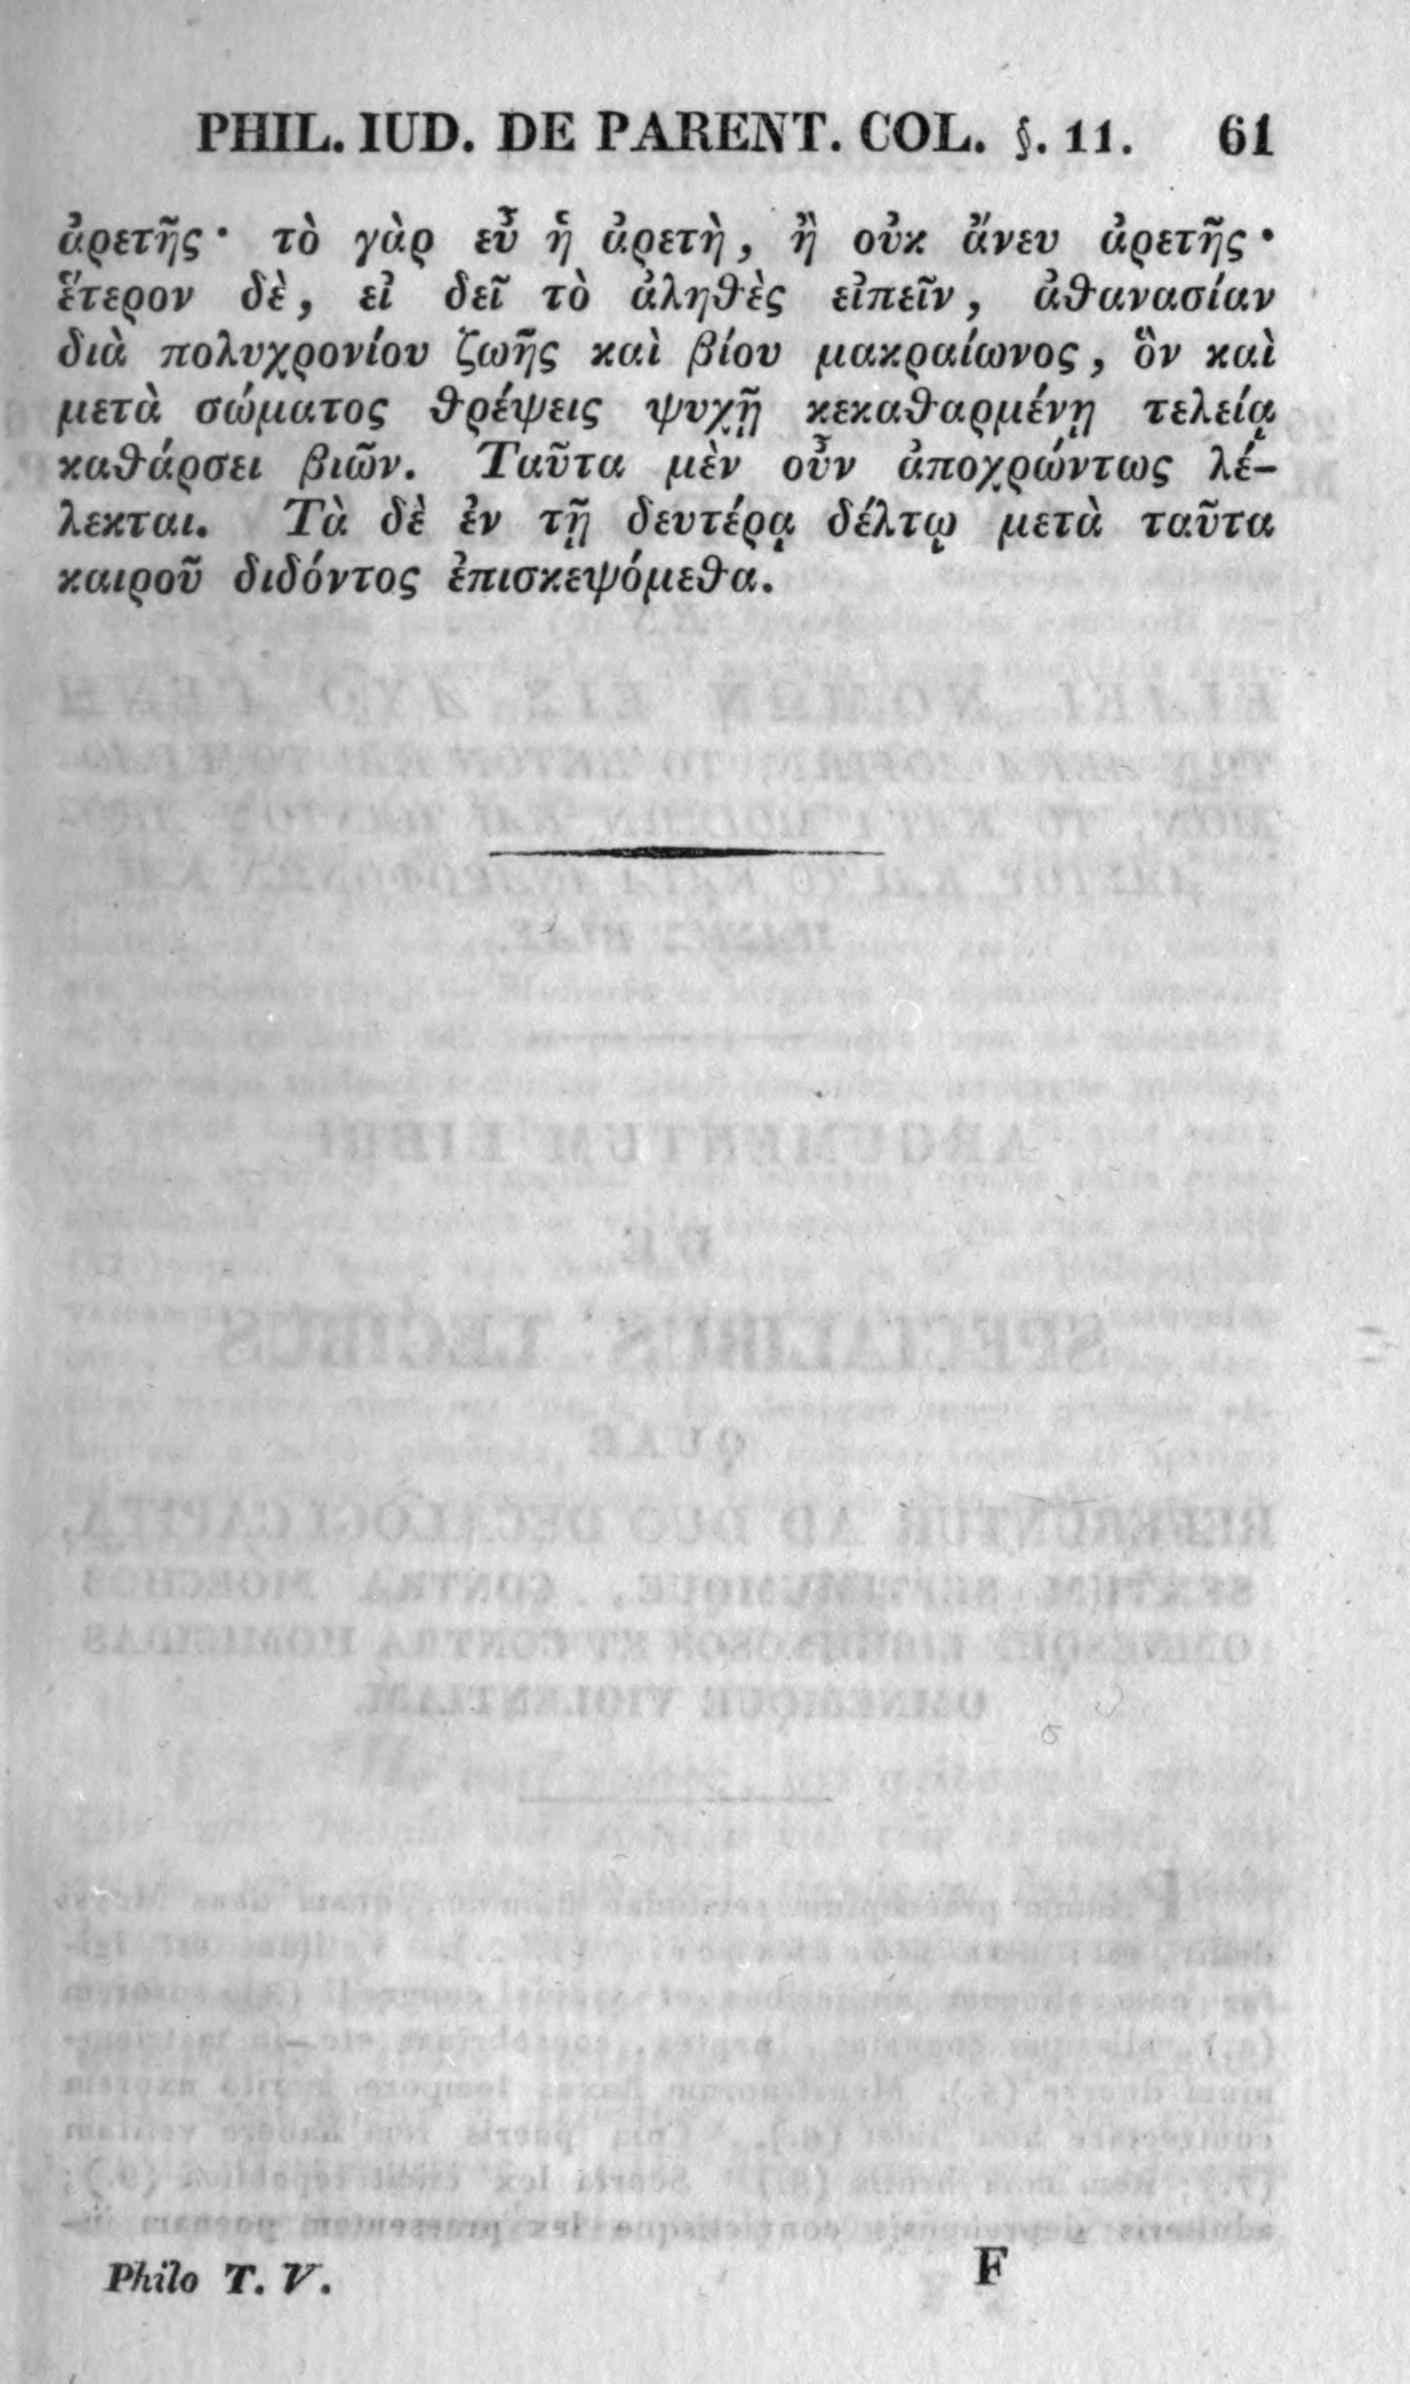 PHIL. IUD. DE PARENT. COL. §. 11. 61
ἀρετῆς· τὸ γὰρ εὖ ἡ ἀρετὴ, ἢ οὐκ ἄνευ ἀρετῆς·
ἕτερον δὲ, εἰ δεῖ τὸ ἀληθὲς εἰπεῖν, ἀθανασίαν
διὰ πολυχρονίου ζωῆς καὶ βίου μακραίωνος, ὃν καὶ
μετὰ σώματος θρέψεις ψυχῇ κεκαθαρμένῃ τελείᾳ
καθάρσει βιῶν. Ταῦτα μὲν οὖν ἀποχρώντως λέ-
λεκται. Τὰ δὲ ἐν τῇ δευτέρᾳ δέλτῳ μετὰ ταῦτα
καιροῦ διδόντος ἐπισκεψόμεθα.
Philo T. V. F